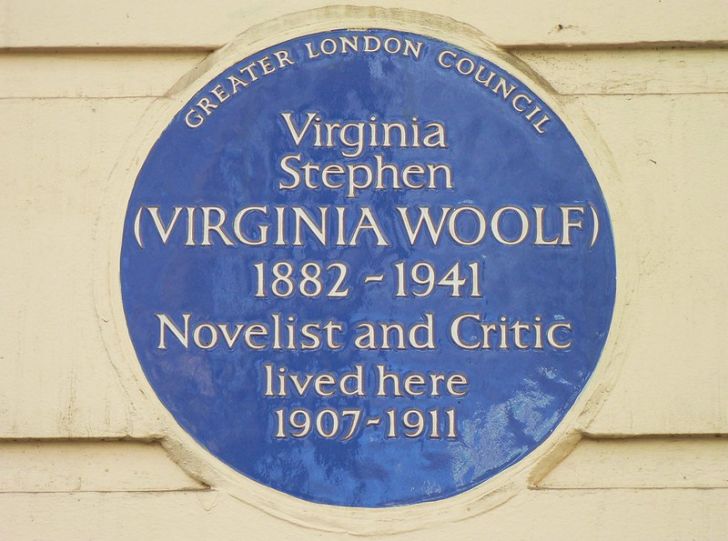 GREATER LONDON COUNCIL
Virginia
Stephen
(VIRGINIA WOOLF)
1882 - 1941
Novelist and Critic
lived here
1907-1911